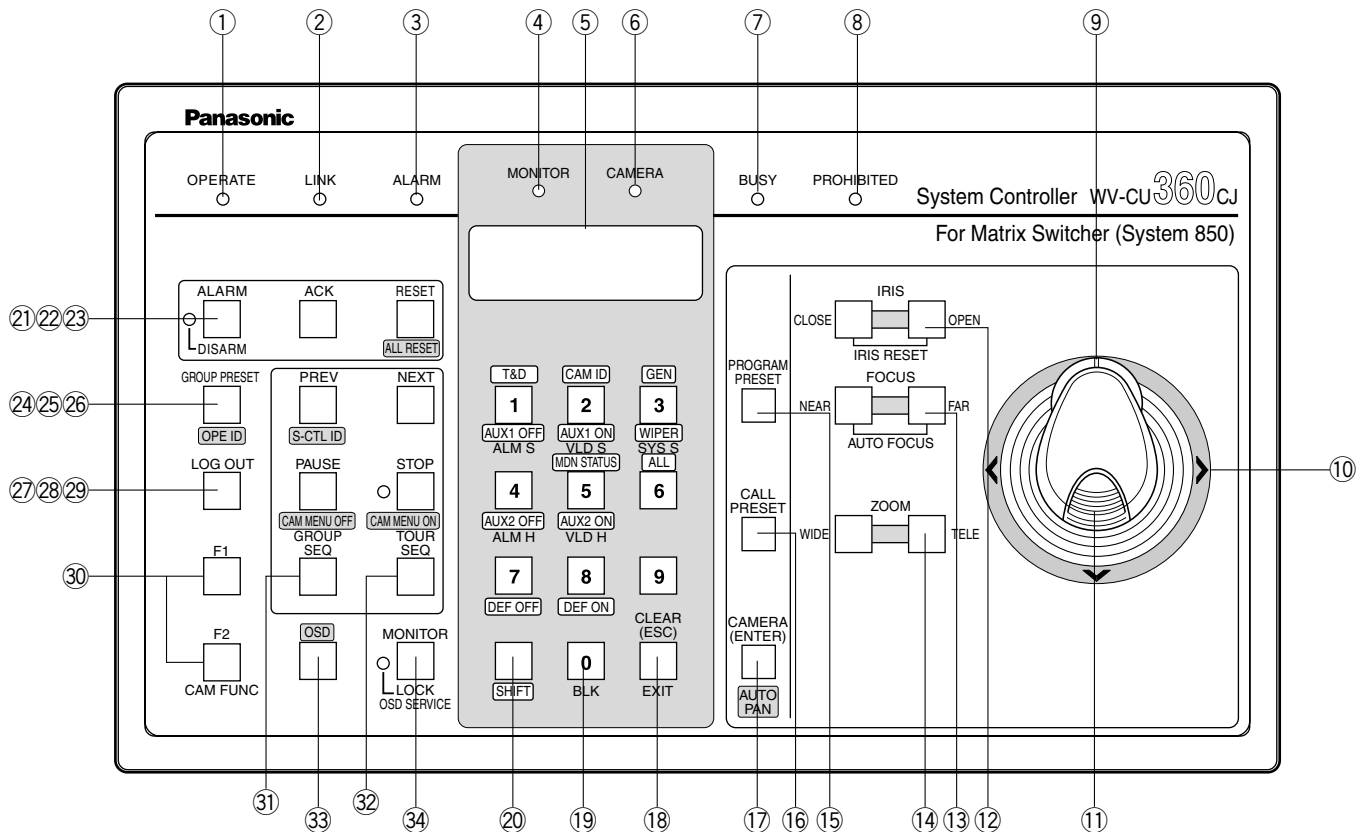 ① ② ③ ④ ⑤ ⑥ ⑦ ⑧ ⑨
Panasonic
OPERATE LINK ALARM MONITOR CAMERA BUSY PROHIBITED
System Controller WV-CU360CJ
For Matrix Switcher (System 850)
㉑㉒㉓
ALARM ACK RESET
DISARM
ALL RESET
㉔㉕㉖
GROUP PRESET PREV NEXT
OPE ID S-CTL ID
㉗㉘㉙
LOG OUT PAUSE STOP
CAM MENU OFF CAM MENU ON
GROUP SEQ
TOUR SEQ
㉚
F1
F2
CAM FUNC
OSD
MONITOR
LOCK
OSD SERVICE
T&D CAM ID GEN
1 2 3
AUX1 OFF AUX1 ON WIPER
ALM S VLD S SYS S
MDN STATUS ALL
4 5 6
AUX2 OFF AUX2 ON
ALM H VLD H
7 8 9
DEF OFF DEF ON
CLEAR
(ESC)
0
SHIFT BLK EXIT
IRIS
CLOSE OPEN
IRIS RESET
PROGRAM
PRESET
FOCUS
NEAR FAR
AUTO FOCUS
CALL
PRESET
ZOOM
WIDE TELE
CAMERA
(ENTER)
AUTO
PAN
⑩
㉛ ㉝ ㉜ ㉞ ⑳ ⑲ ⑱ ⑰ ⑯ ⑮ ⑭ ⑬ ⑫ ⑪